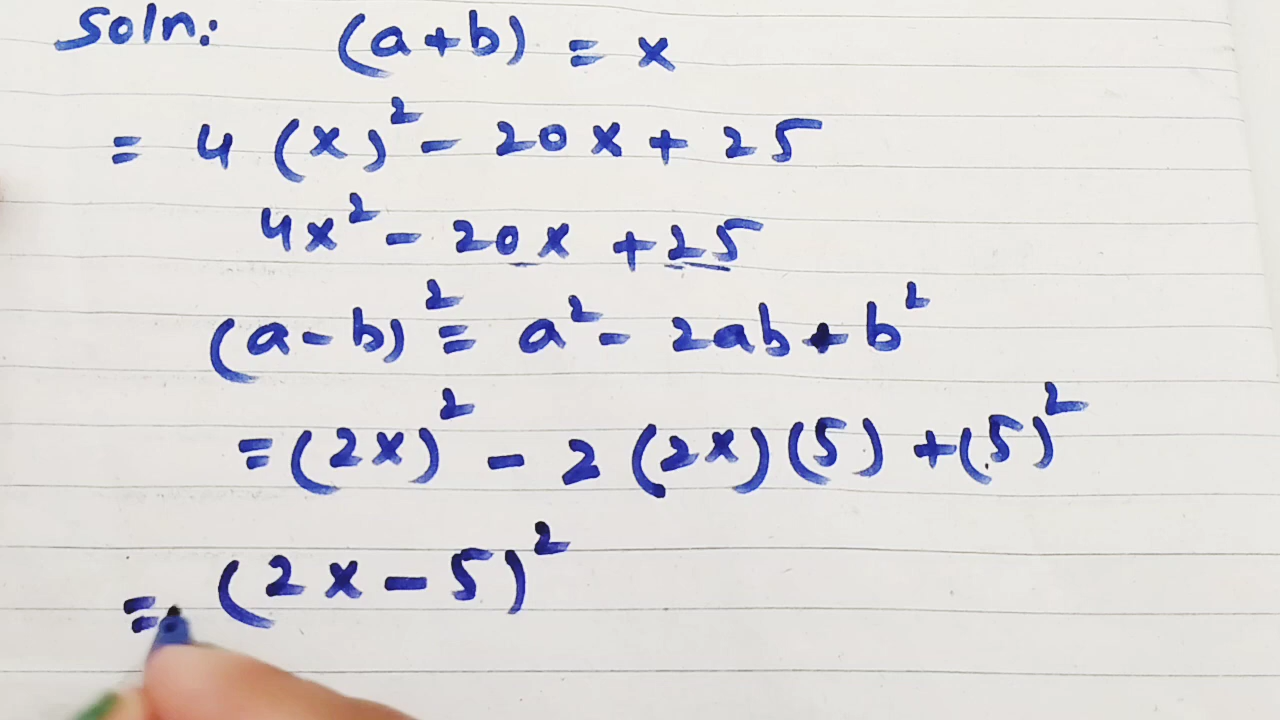 Soln: (a+b) = x
= 4 (x)² - 20x + 25
4x² - 20x + 25
(a-b)² = a² - 2ab + b²
= (2x)² - 2 (2x) (5) + (5)²
= (2x - 5)²